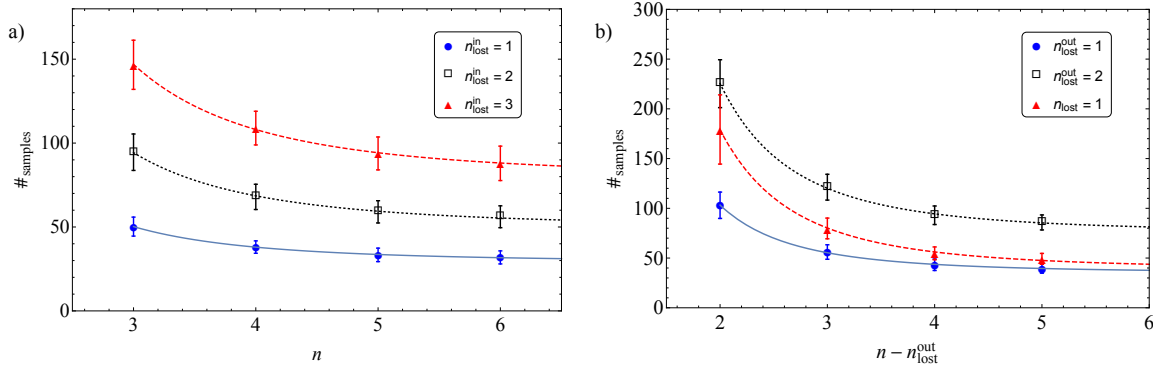 a)
#samples
150
100
50
0
3 4 5 6
n
n_lost^in = 1
n_lost^in = 2
n_lost^in = 3
b)
#samples
300
250
200
150
100
50
0
2 3 4 5 6
n − n_lost^out
n_lost^out = 1
n_lost^out = 2
n_lost = 1